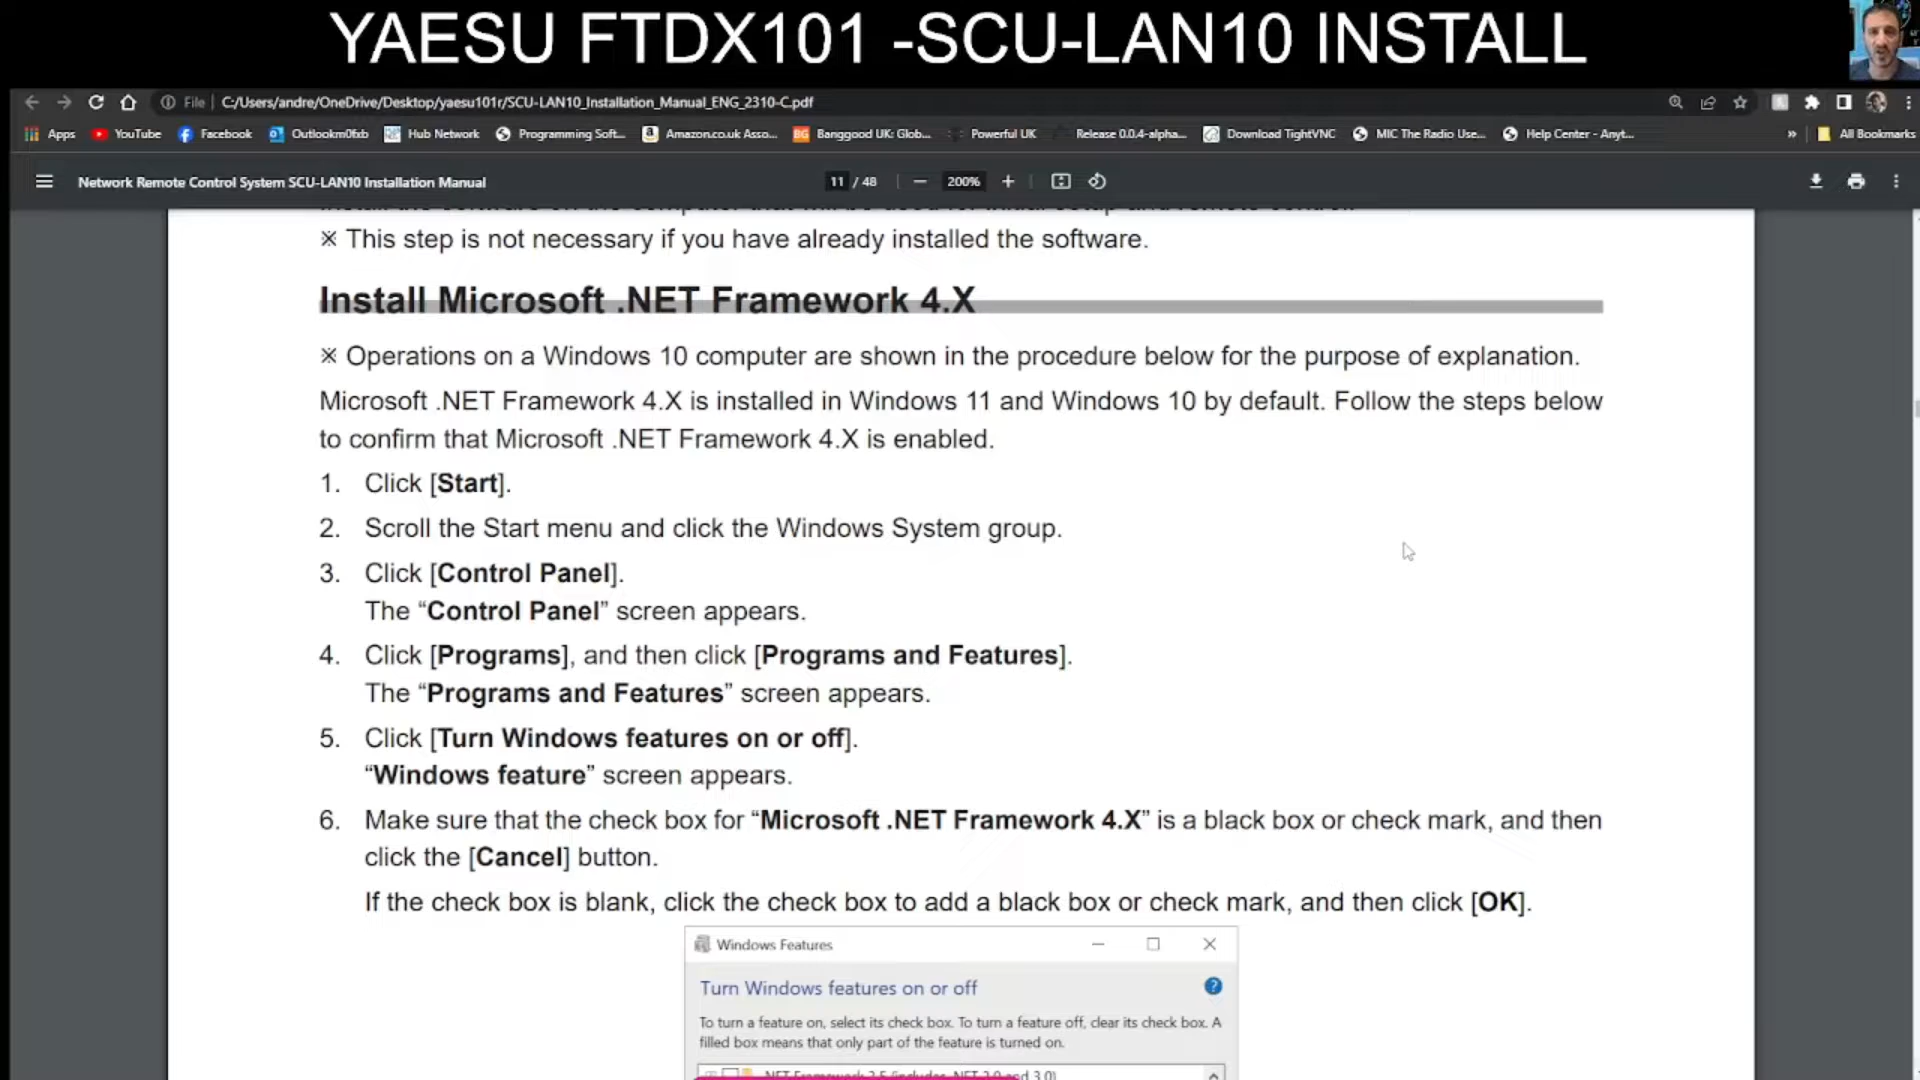 YAESU FTDX101 -SCU-LAN10 INSTALL
File | C:/Users/andre/OneDrive/Desktop/yaesu101r/SCU-LAN10_Installation_Manual_ENG_2310-C.pdf
Apps YouTube Facebook Outlookm0fxb Hub Network Programming Soft... Amazon.co.uk Asso... Banggood UK: Glob... Powerful UK Release 0.0.4-alpha... Download TightVNC MIC The Radio Use... Help Center - Anyt... » All Bookmarks
Network Remote Control System SCU-LAN10 Installation Manual 11 / 48 — 200% +
※ This step is not necessary if you have already installed the software.
Install Microsoft .NET Framework 4.X
※ Operations on a Windows 10 computer are shown in the procedure below for the purpose of explanation.
Microsoft .NET Framework 4.X is installed in Windows 11 and Windows 10 by default. Follow the steps below
to confirm that Microsoft .NET Framework 4.X is enabled.
1. Click [Start].
2. Scroll the Start menu and click the Windows System group.
3. Click [Control Panel].
The “Control Panel” screen appears.
4. Click [Programs], and then click [Programs and Features].
The “Programs and Features” screen appears.
5. Click [Turn Windows features on or off].
“Windows feature” screen appears.
6. Make sure that the check box for “Microsoft .NET Framework 4.X” is a black box or check mark, and then
click the [Cancel] button.
If the check box is blank, click the check box to add a black box or check mark, and then click [OK].
Windows Features
Turn Windows features on or off
To turn a feature on, select its check box. To turn a feature off, clear its check box. A
filled box means that only part of the feature is turned on.
.NET Framework 3.5 (includes .NET 2.0 and 3.0)